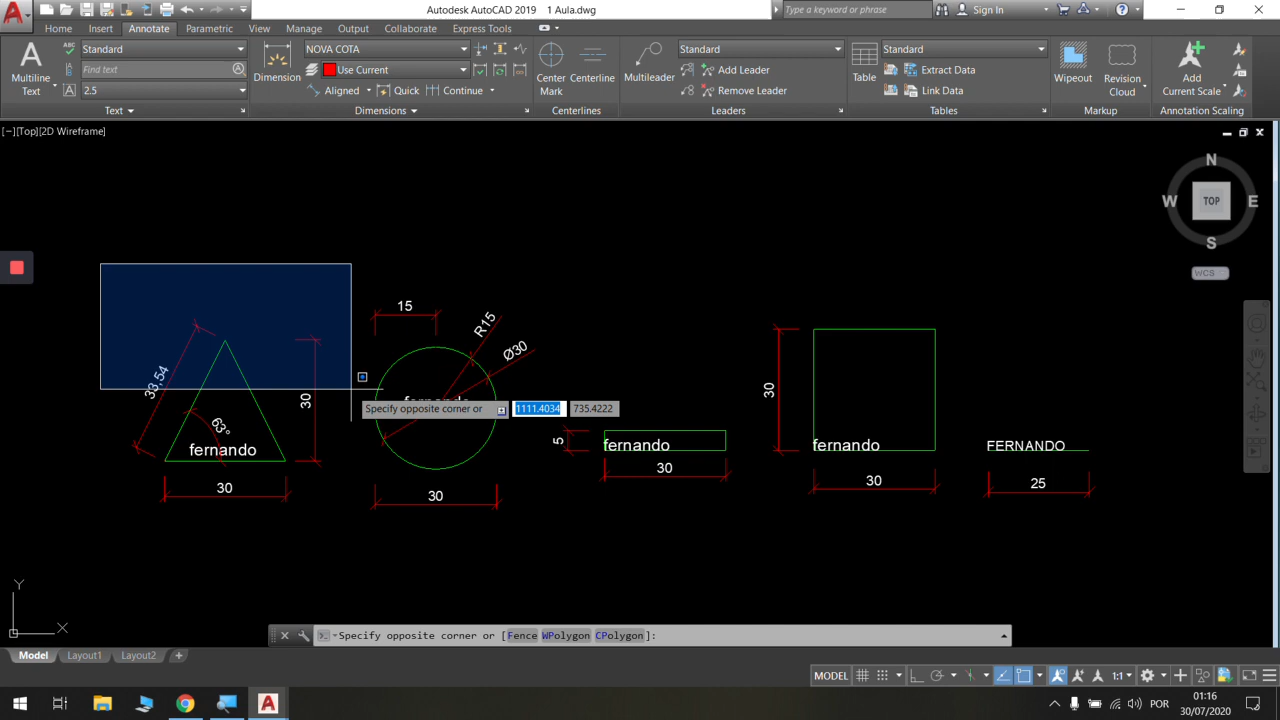 Autodesk AutoCAD 2019 1 Aula.dwg
Type a keyword or phrase
Sign In
Home Insert Annotate Parametric View Manage Output Collaborate Express Tools
Multiline Text
ABC
Standard
Find text
2.5
Text
Dimension
NOVA COTA
Use Current
Aligned Quick Continue
Dimensions
Center Mark
Centerline
Centerlines
Multileader
Standard
Add Leader
Remove Leader
Leaders
Table
Standard
Extract Data
Link Data
Tables
Wipeout
Revision Cloud
Markup
Add Current Scale
Annotation Scaling
[−][Top][2D Wireframe]
N
W TOP E
S
WCS
33,54
63°
30
fernando
30
15
R15
Ø30
30
Specify opposite corner or 1111.4034 735.4222
5
fernando
30
30
fernando
30
FERNANDO
25
Y
X
Specify opposite corner or [Fence WPolygon CPolygon]:
Model Layout1 Layout2 +
MODEL
1:1
POR
01:16
30/07/2020